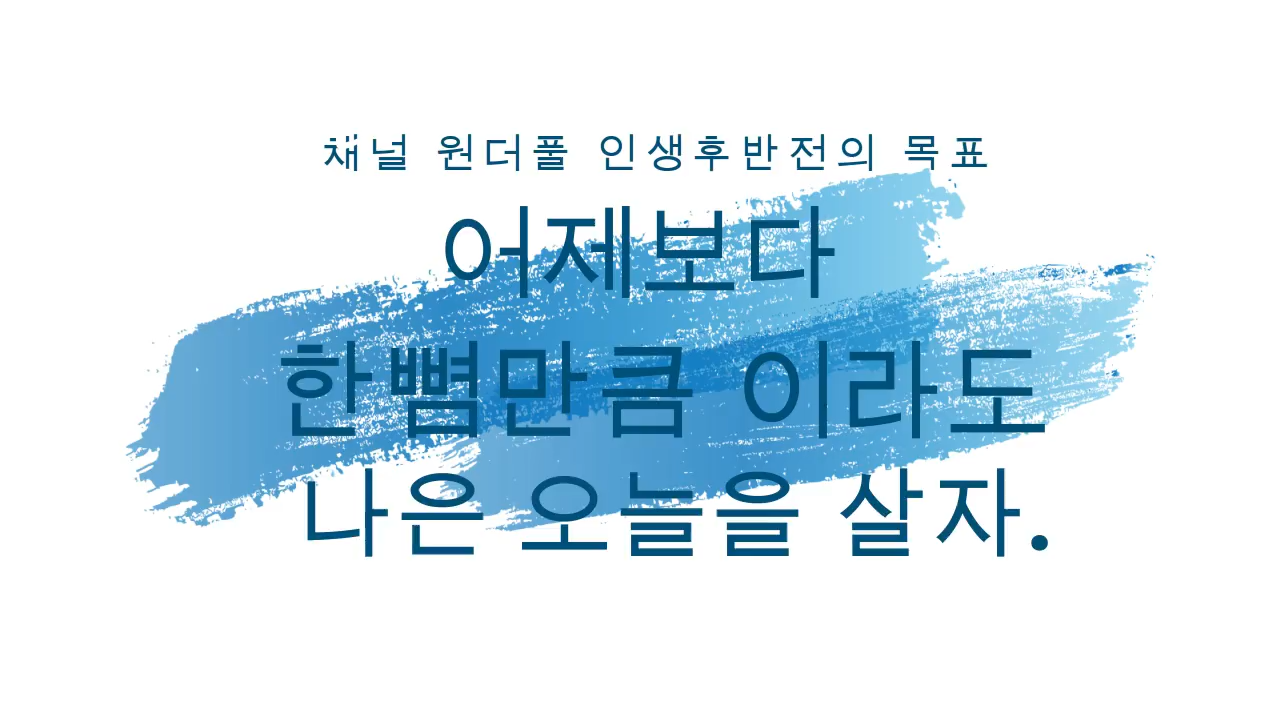 채널 원더풀 인생후반전의 목표
어제보다
한뼘만큼 이라도
나은 오늘을 살자.